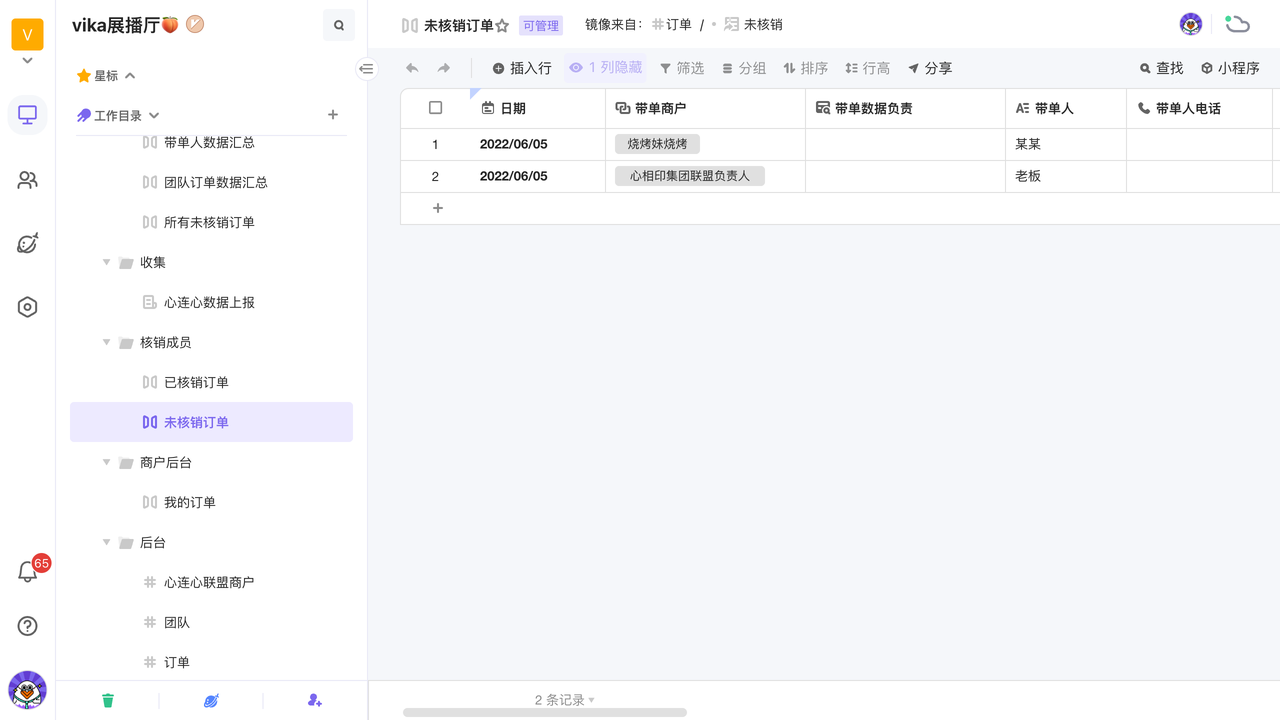 V
vika展播厅🍑
星标
工作目录
带单人数据汇总
团队订单数据汇总
所有未核销订单
收集
心连心数据上报
核销成员
已核销订单
未核销订单
商户后台
我的订单
后台
心连心联盟商户
团队
订单
65
未核销订单 可管理 镜像来自： 订单 / • 未核销
插入行 1 列隐藏 筛选 分组 排序 行高 分享 查找 小程序
日期 带单商户 带单数据负责 带单人 带单人电话
1 2022/06/05 烧烤妹烧烤 某某
2 2022/06/05 心相印集团联盟负责人 老板
2 条记录